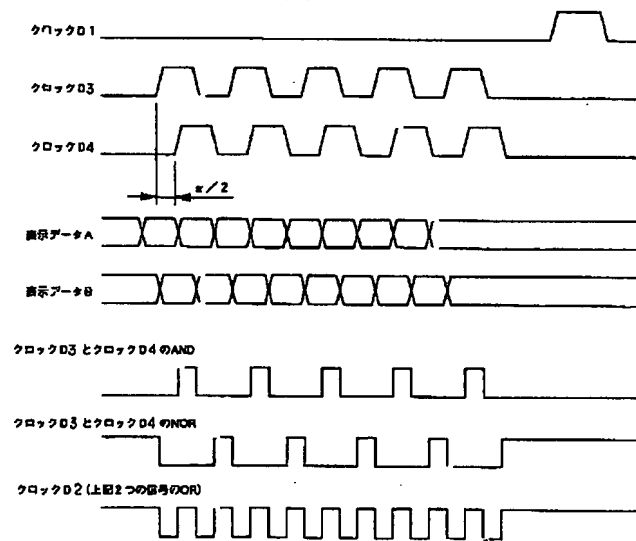 クロックD1
クロックD3
クロックD4
π/2
表示データA
表示データB
クロックD3とクロックD4のAND
クロックD3とクロックD4のNOR
クロックD2(上記2つの信号のOR)